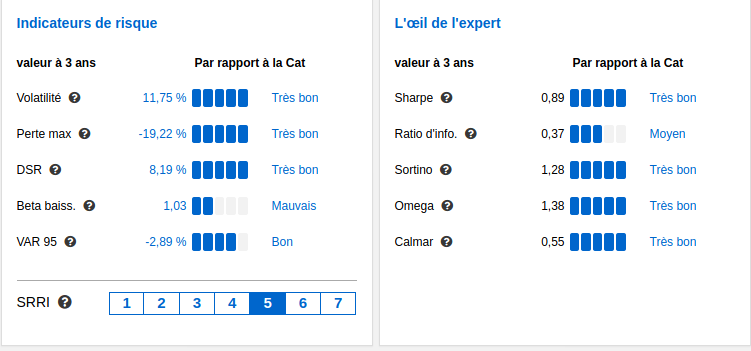 Indicateurs de risque
valeur à 3 ans Par rapport à la Cat
Volatilité ? 11,75 % Très bon
Perte max ? -19,22 % Très bon
DSR ? 8,19 % Très bon
Beta baiss. ? 1,03 Mauvais
VAR 95 ? -2,89 % Bon
SRRI ? 1 2 3 4 5 6 7
L'œil de l'expert
valeur à 3 ans Par rapport à la Cat
Sharpe ? 0,89 Très bon
Ratio d'info. ? 0,37 Moyen
Sortino ? 1,28 Très bon
Omega ? 1,38 Très bon
Calmar ? 0,55 Très bon